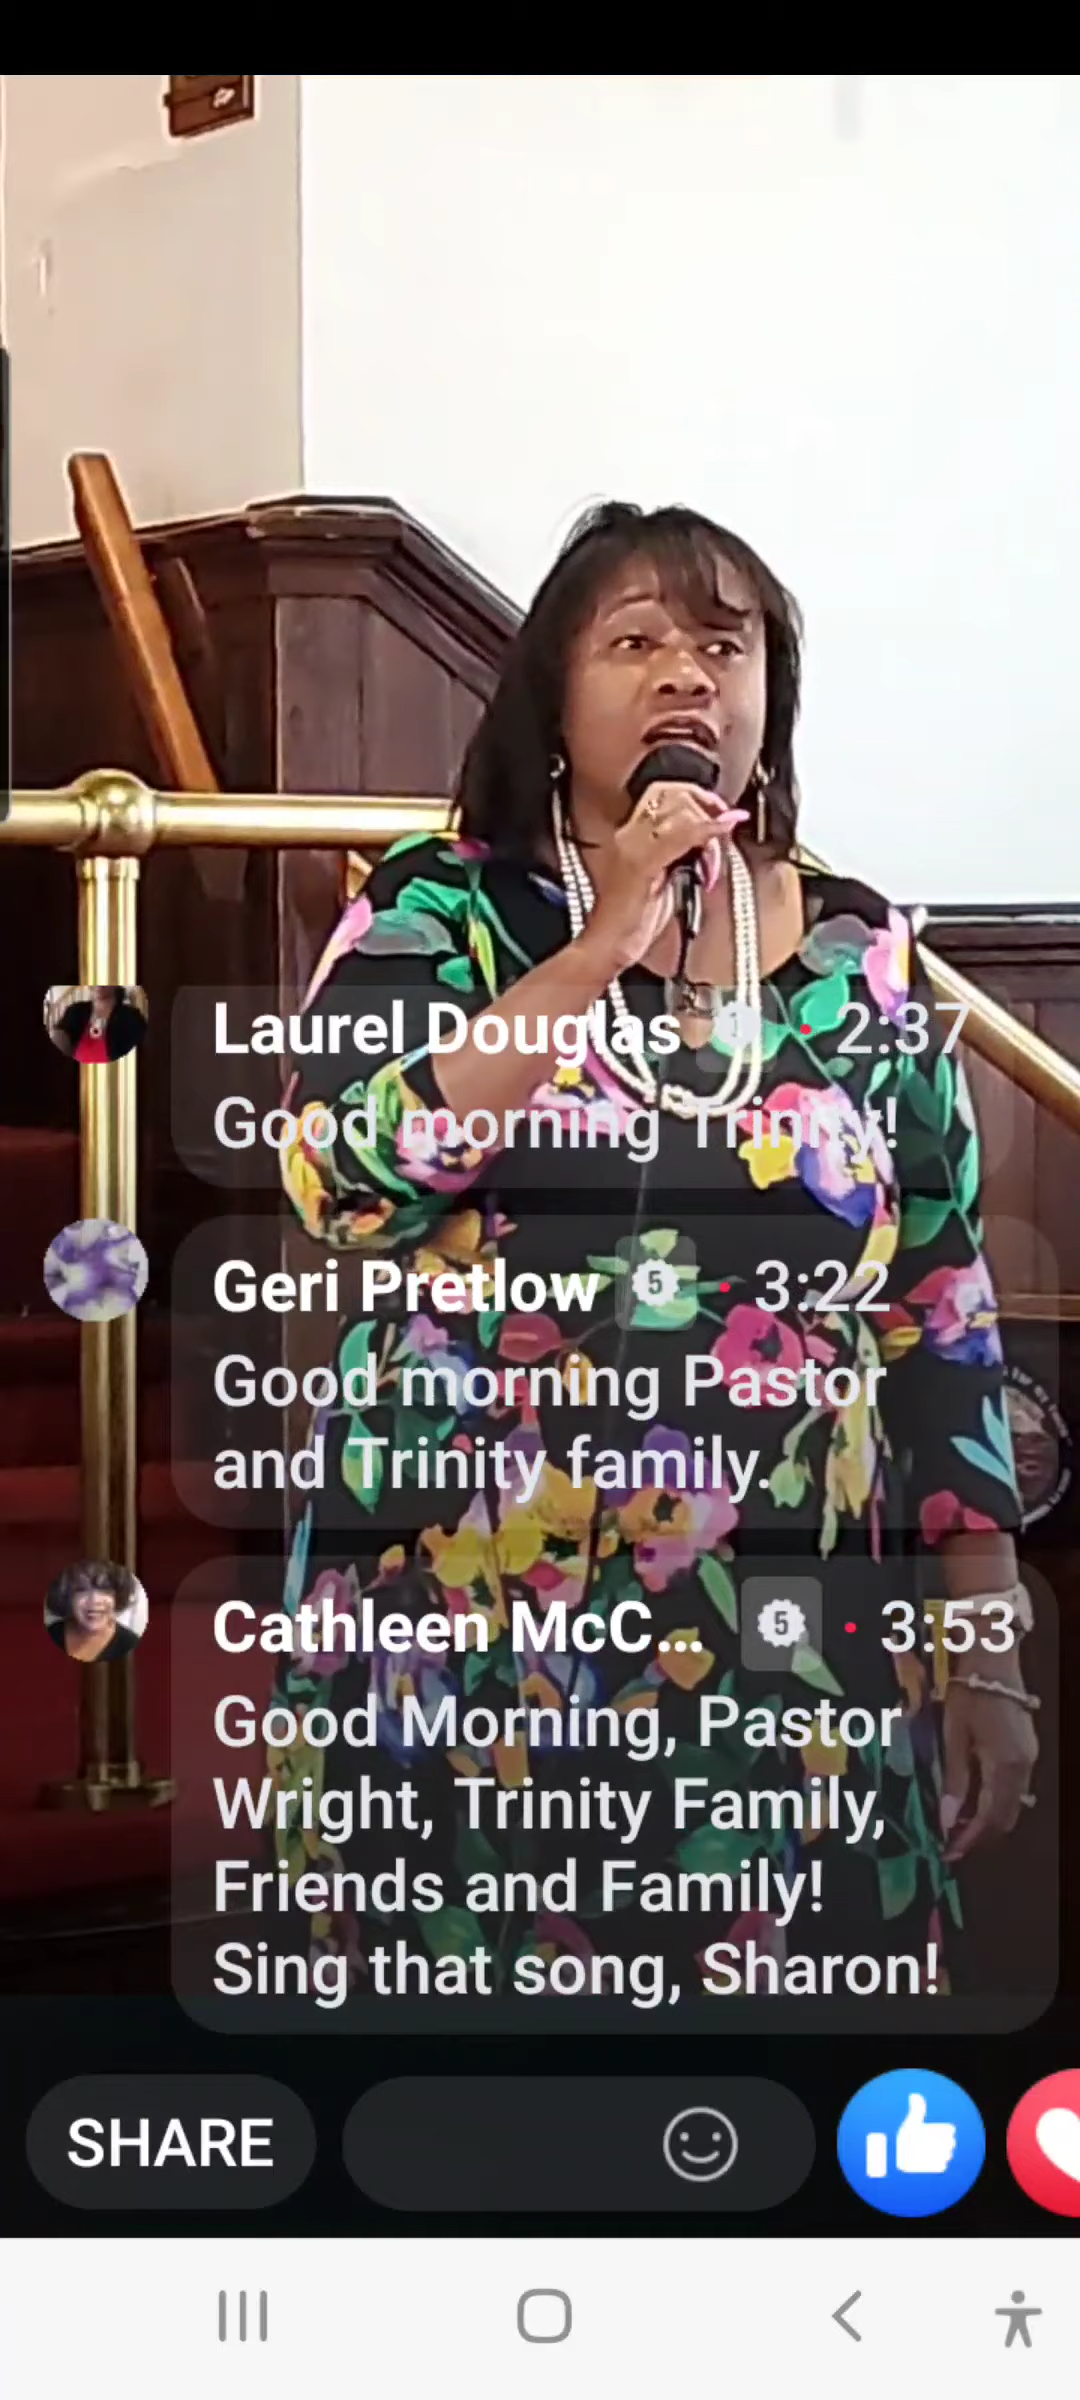 Laurel Douglas 1 • 2:37
Good morning Trinity!
Geri Pretlow 5 • 3:22
Good morning Pastor
and Trinity family.
Cathleen McC... 5 • 3:53
Good Morning, Pastor
Wright, Trinity Family,
Friends and Family!
Sing that song, Sharon!
SHARE